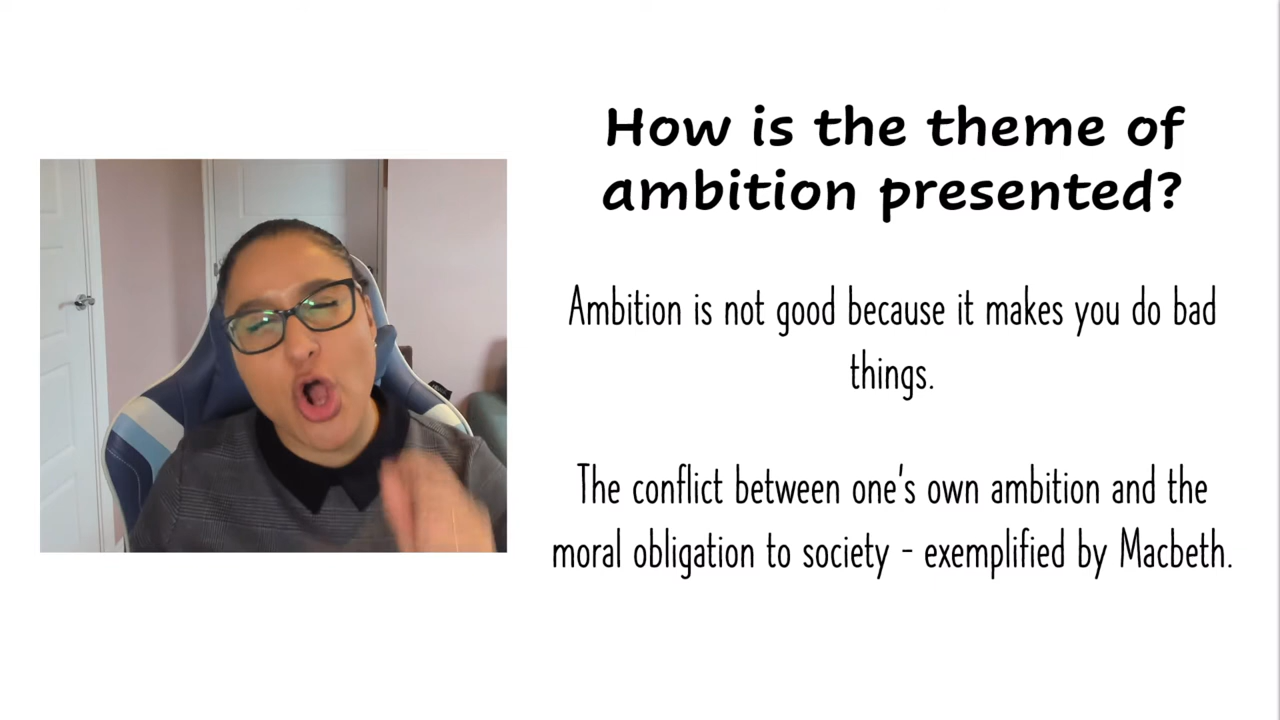 How is the theme of
ambition presented?
Ambition is not good because it makes you do bad
things.
The conflict between one's own ambition and the
moral obligation to society - exemplified by Macbeth.